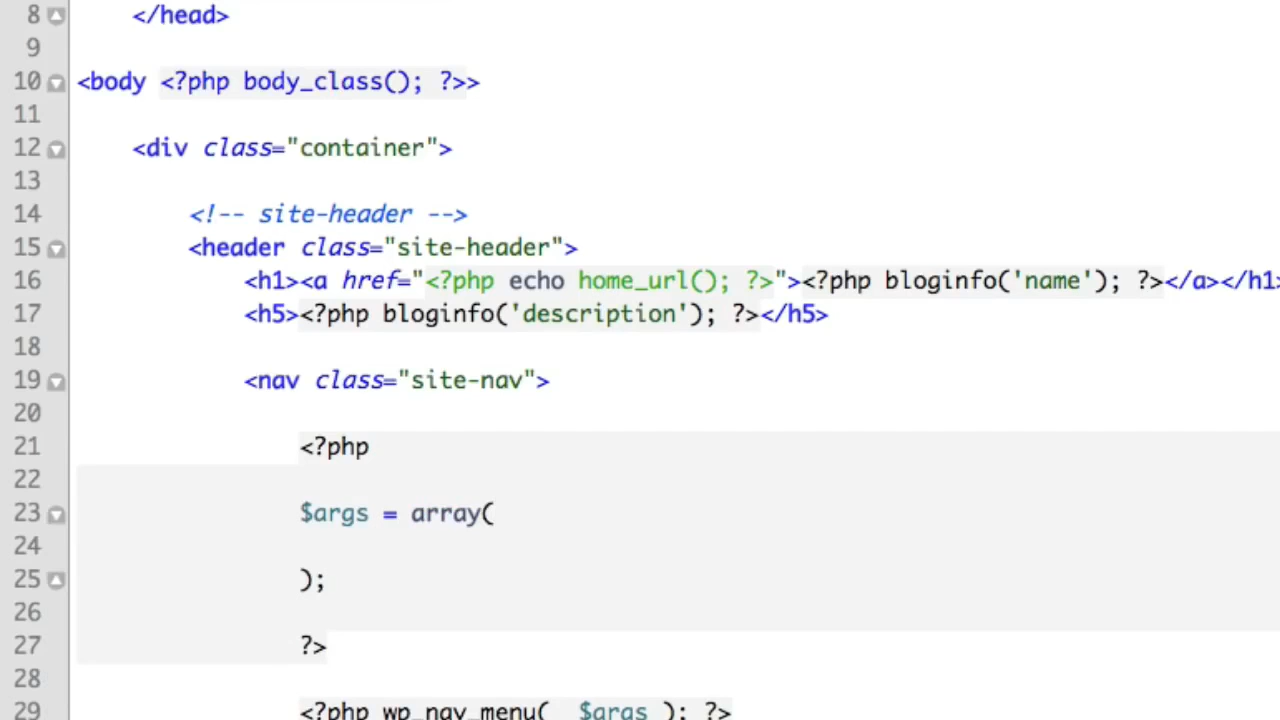 8 </head>
9
10 <body <?php body_class(); ?>>
11
12 <div class="container">
13
14 <!-- site-header -->
15 <header class="site-header">
16 <h1><a href="<?php echo home_url(); ?>"><?php bloginfo('name'); ?></a></h1>
17 <h5><?php bloginfo('description'); ?></h5>
18
19 <nav class="site-nav">
20
21 <?php
22
23 $args = array(
24
25 );
26
27 ?>
28
29 <?php wp_nav_menu( $args ); ?>